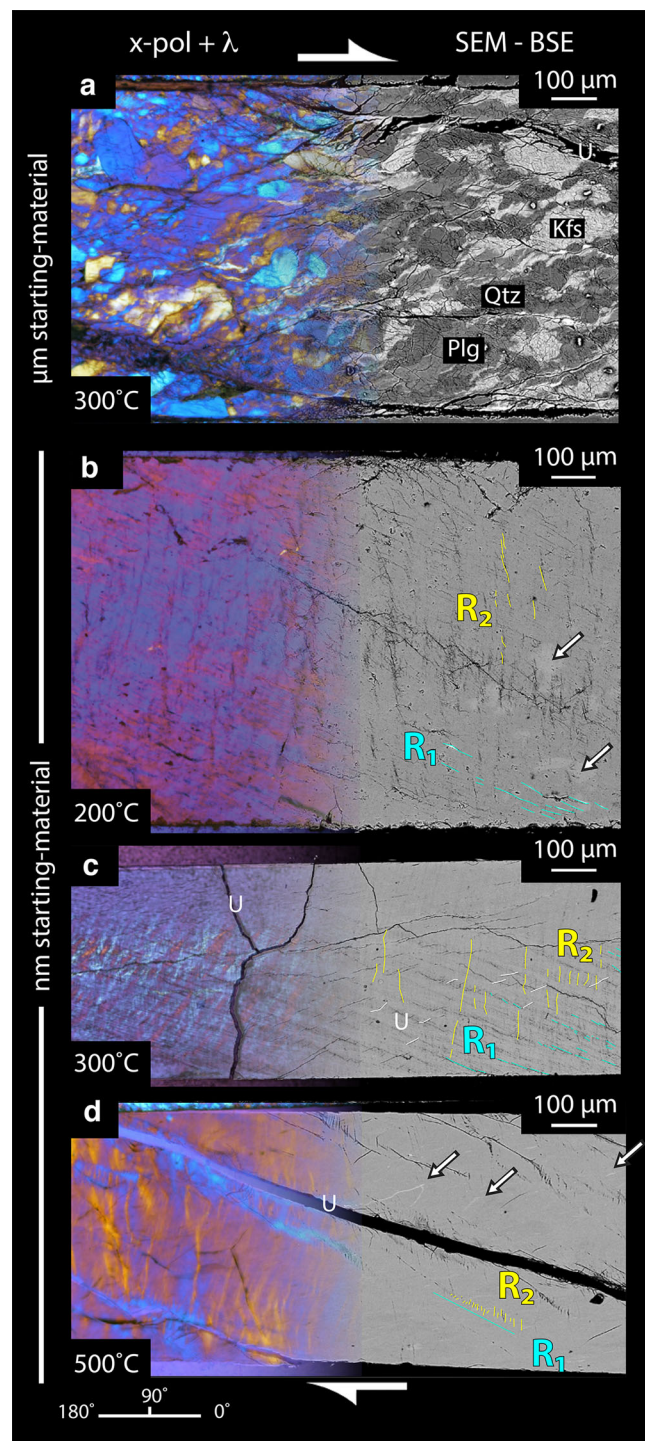 x-pol + λ
SEM - BSE
a
100 µm
U
Kfs
Qtz
Plg
300˚C
µm starting-material
b
100 µm
R2
R1
200˚C
nm starting-material
c
100 µm
U
R2
U
R1
300˚C
d
100 µm
U
R2
R1
500˚C
90˚
180˚ 0˚